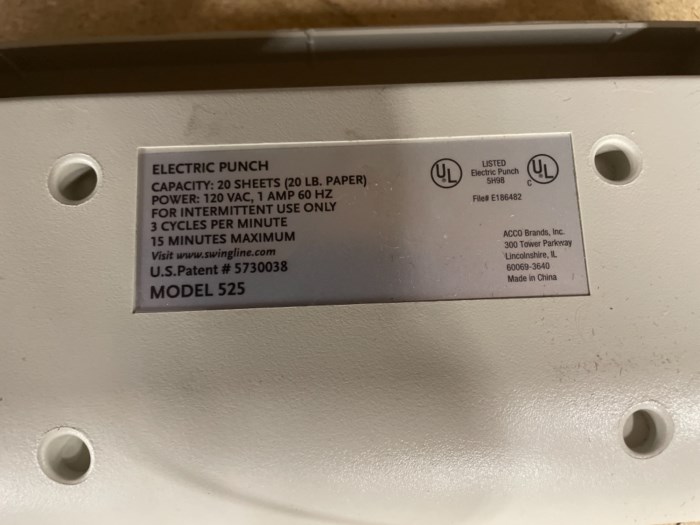 ELECTRIC PUNCH
CAPACITY: 20 SHEETS (20 LB. PAPER)
POWER: 120 VAC, 1 AMP 60 HZ
FOR INTERMITTENT USE ONLY
3 CYCLES PER MINUTE
15 MINUTES MAXIMUM
Visit www.swingline.com
U.S.Patent # 5730038
MODEL 525
UL
LISTED
Electric Punch
5H98
File# E186482
C UL
ACCO Brands, Inc.
300 Tower Parkway
Lincolnshire, IL
60069-3640
Made in China